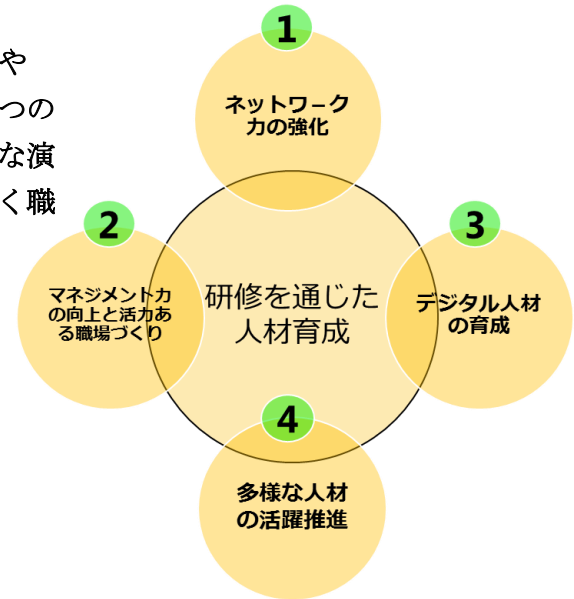 や
つの
な演
く職
1
ネットワーク
力の強化
2
マネジメント力
の向上と活力あ
る職場づくり
研修を通じた
人材育成
3
デジタル人材
の育成
4
多様な人材
の活躍推進